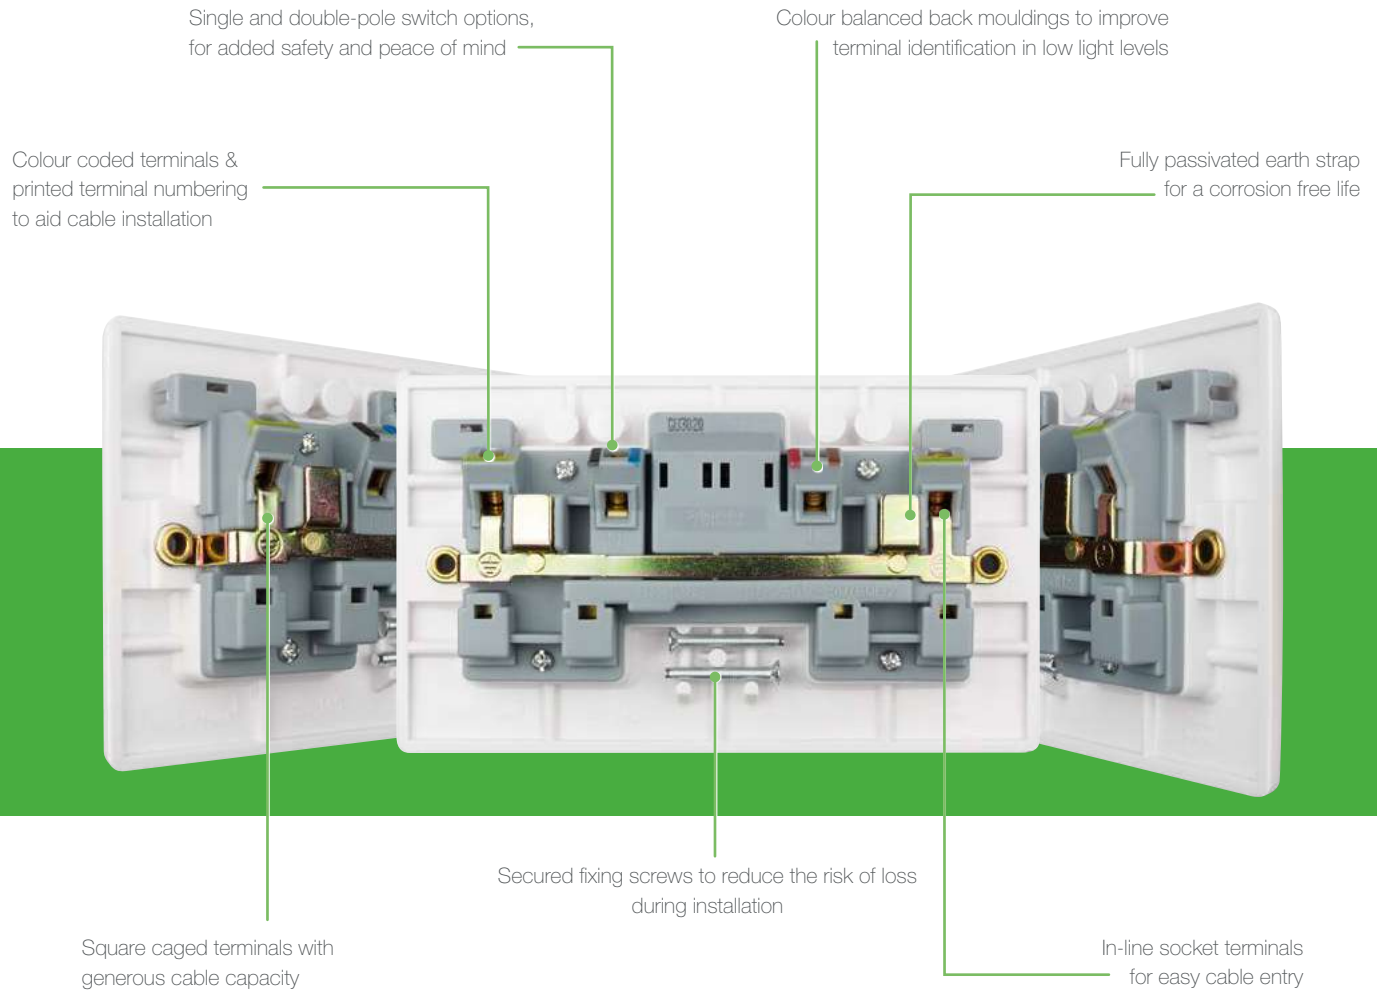 Single and double-pole switch options,
for added safety and peace of mind
Colour balanced back mouldings to improve
terminal identification in low light levels
Colour coded terminals &
printed terminal numbering
to aid cable installation
Fully passivated earth strap
for a corrosion free life
GU3020
Secured fixing screws to reduce the risk of loss
during installation
Square caged terminals with
generous cable capacity
In-line socket terminals
for easy cable entry